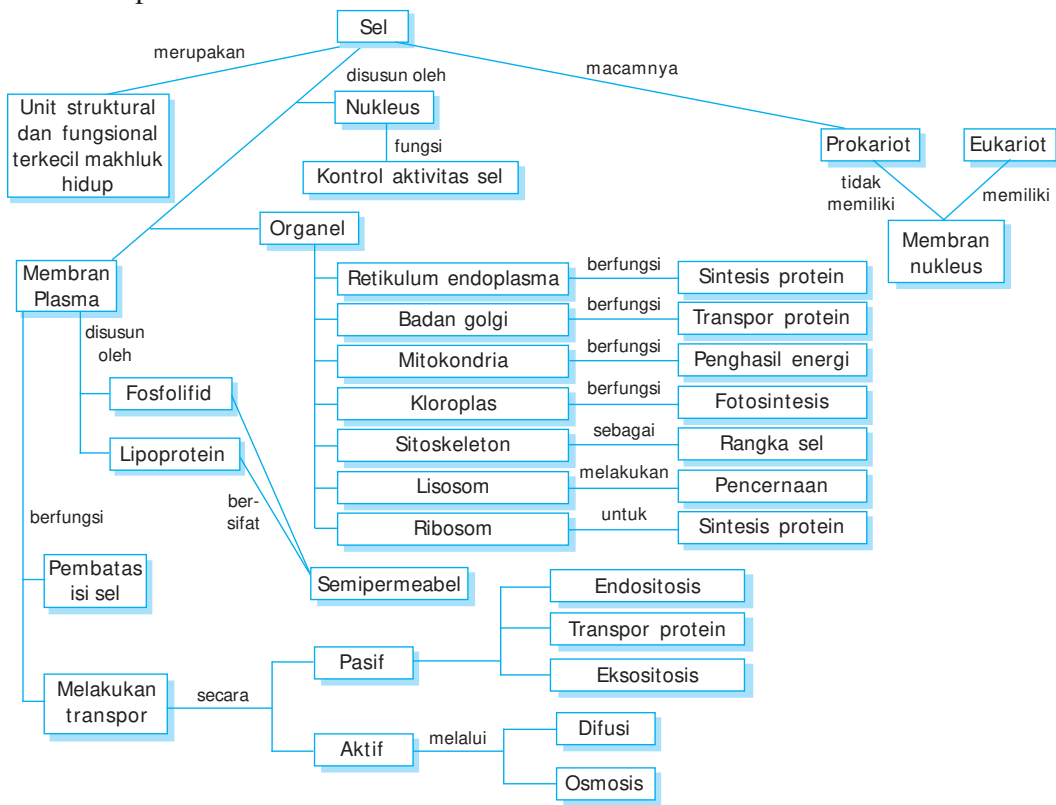 Sel
merupakan
disusun oleh
macamnya
Unit struktural
dan fungsional
terkecil makhluk
hidup
Nukleus
fungsi
Kontrol aktivitas sel
Prokariot
Eukariot
tidak
memiliki
memiliki
Membran
nukleus
Organel
Membran
Plasma
disusun
oleh
Retikulum endoplasma
berfungsi
Sintesis protein
Badan golgi
berfungsi
Transpor protein
Mitokondria
berfungsi
Penghasil energi
Kloroplas
berfungsi
Fotosintesis
Sitoskeleton
sebagai
Rangka sel
Lisosom
melakukan
Pencernaan
Ribosom
untuk
Sintesis protein
Fosfolifid
Lipoprotein
ber-
sifat
Semipermeabel
berfungsi
Pembatas
isi sel
Melakukan
transpor
secara
Pasif
Endositosis
Transpor protein
Eksositosis
Aktif
melalui
Difusi
Osmosis